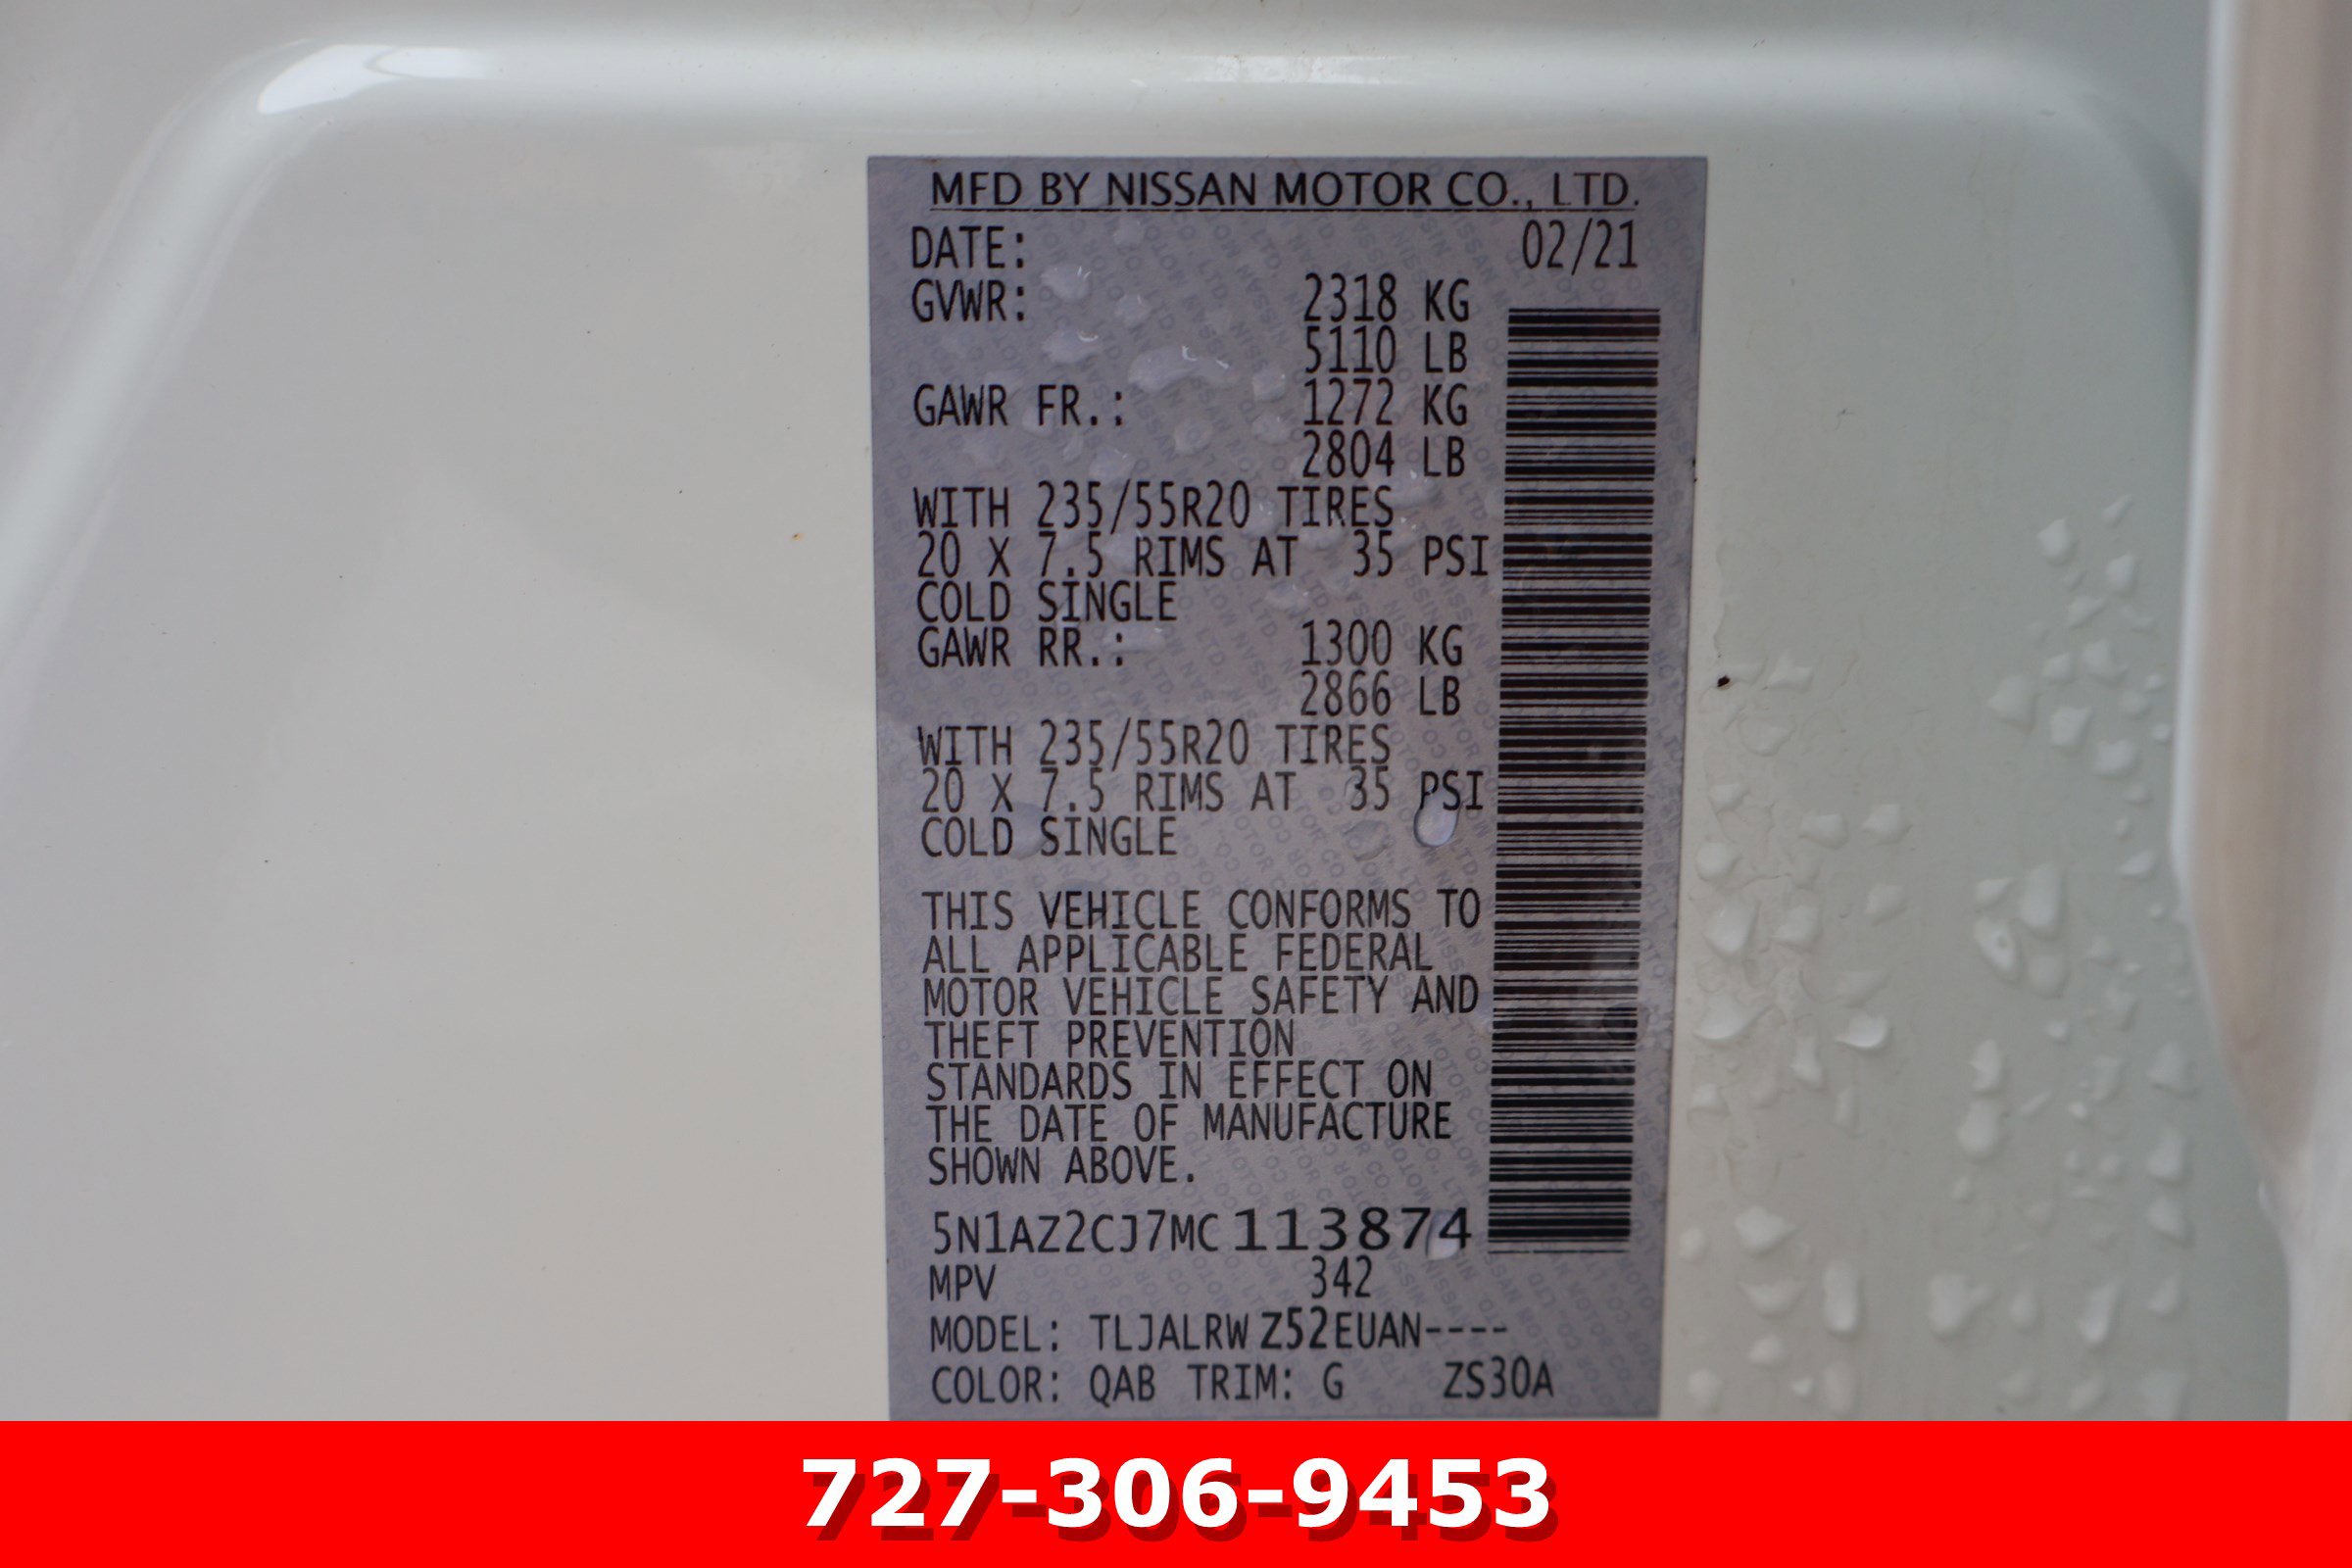 MFD BY NISSAN MOTOR CO., LTD.
DATE: 02/21
GVWR: 2318 KG
5110 LB
GAWR FR.: 1272 KG
2804 LB
WITH 235/55R20 TIRES
20 X 7.5 RIMS AT 35 PSI
COLD SINGLE
GAWR RR.: 1300 KG
2866 LB
WITH 235/55R20 TIRES
20 X 7.5 RIMS AT 35 PSI
COLD SINGLE
THIS VEHICLE CONFORMS TO
ALL APPLICABLE FEDERAL
MOTOR VEHICLE SAFETY AND
THEFT PREVENTION
STANDARDS IN EFFECT ON
THE DATE OF MANUFACTURE
SHOWN ABOVE.
5N1AZ2CJ7MC113874
MPV 342
MODEL: TLJALRWZ52EUAN----
COLOR: QAB TRIM: G ZS30A
727-306-9453